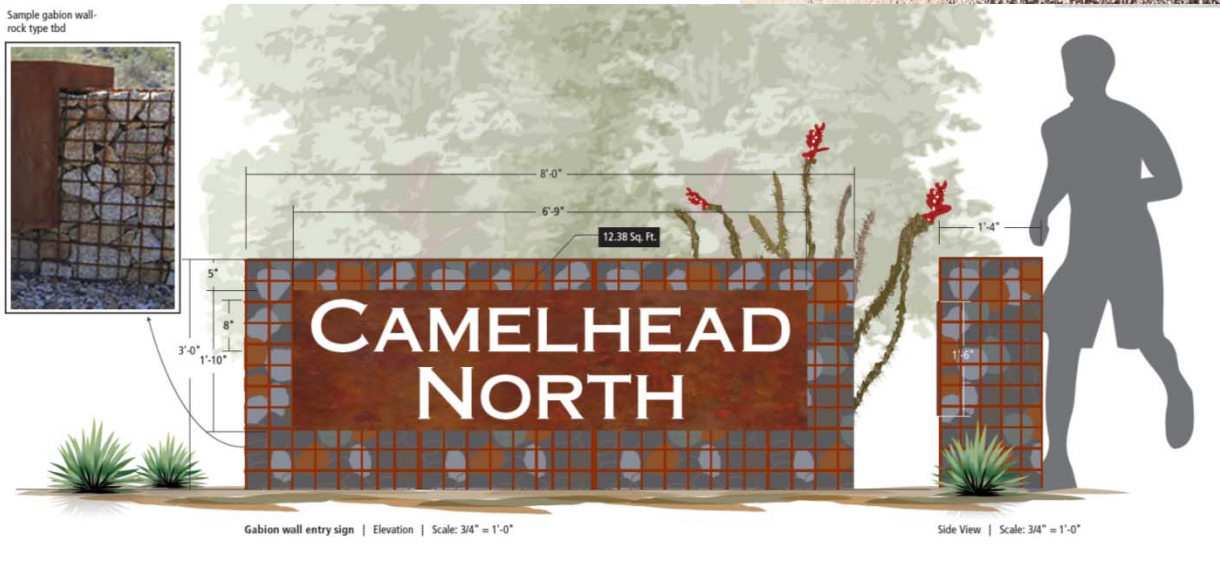 Sample gabion wall-
rock type tbd
8'-0"
6'-9"
12.38 Sq. Ft.
1'-4"
5"
8"
3'-0"
1'-10"
1'-6"
CAMELHEAD
NORTH
Gabion wall entry sign | Elevation | Scale: 3/4" = 1'-0"
Side View | Scale: 3/4" = 1'-0"